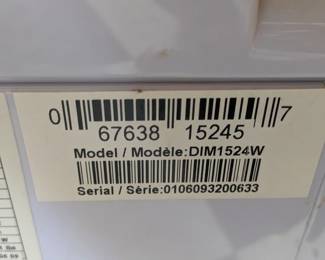 0 67638 15245 7
Model / Modèle:DIM1524W
Serial / Série:0106093200633